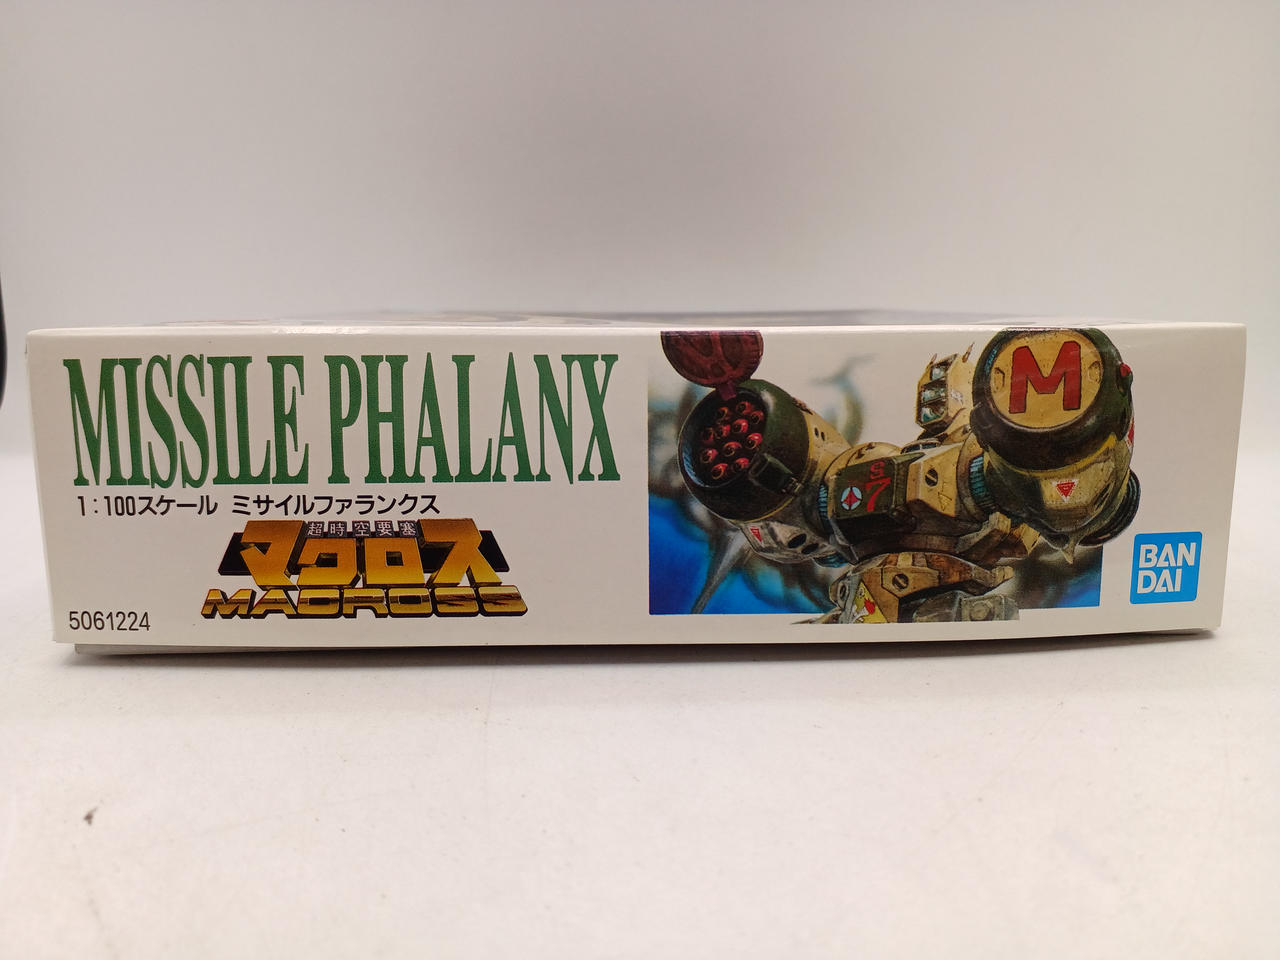 MISSILE PHALANX
1:100スケール ミサイルファランクス
超時空要塞
マクロス
MACROSS
5061224
S
7
M
BAN
DAI